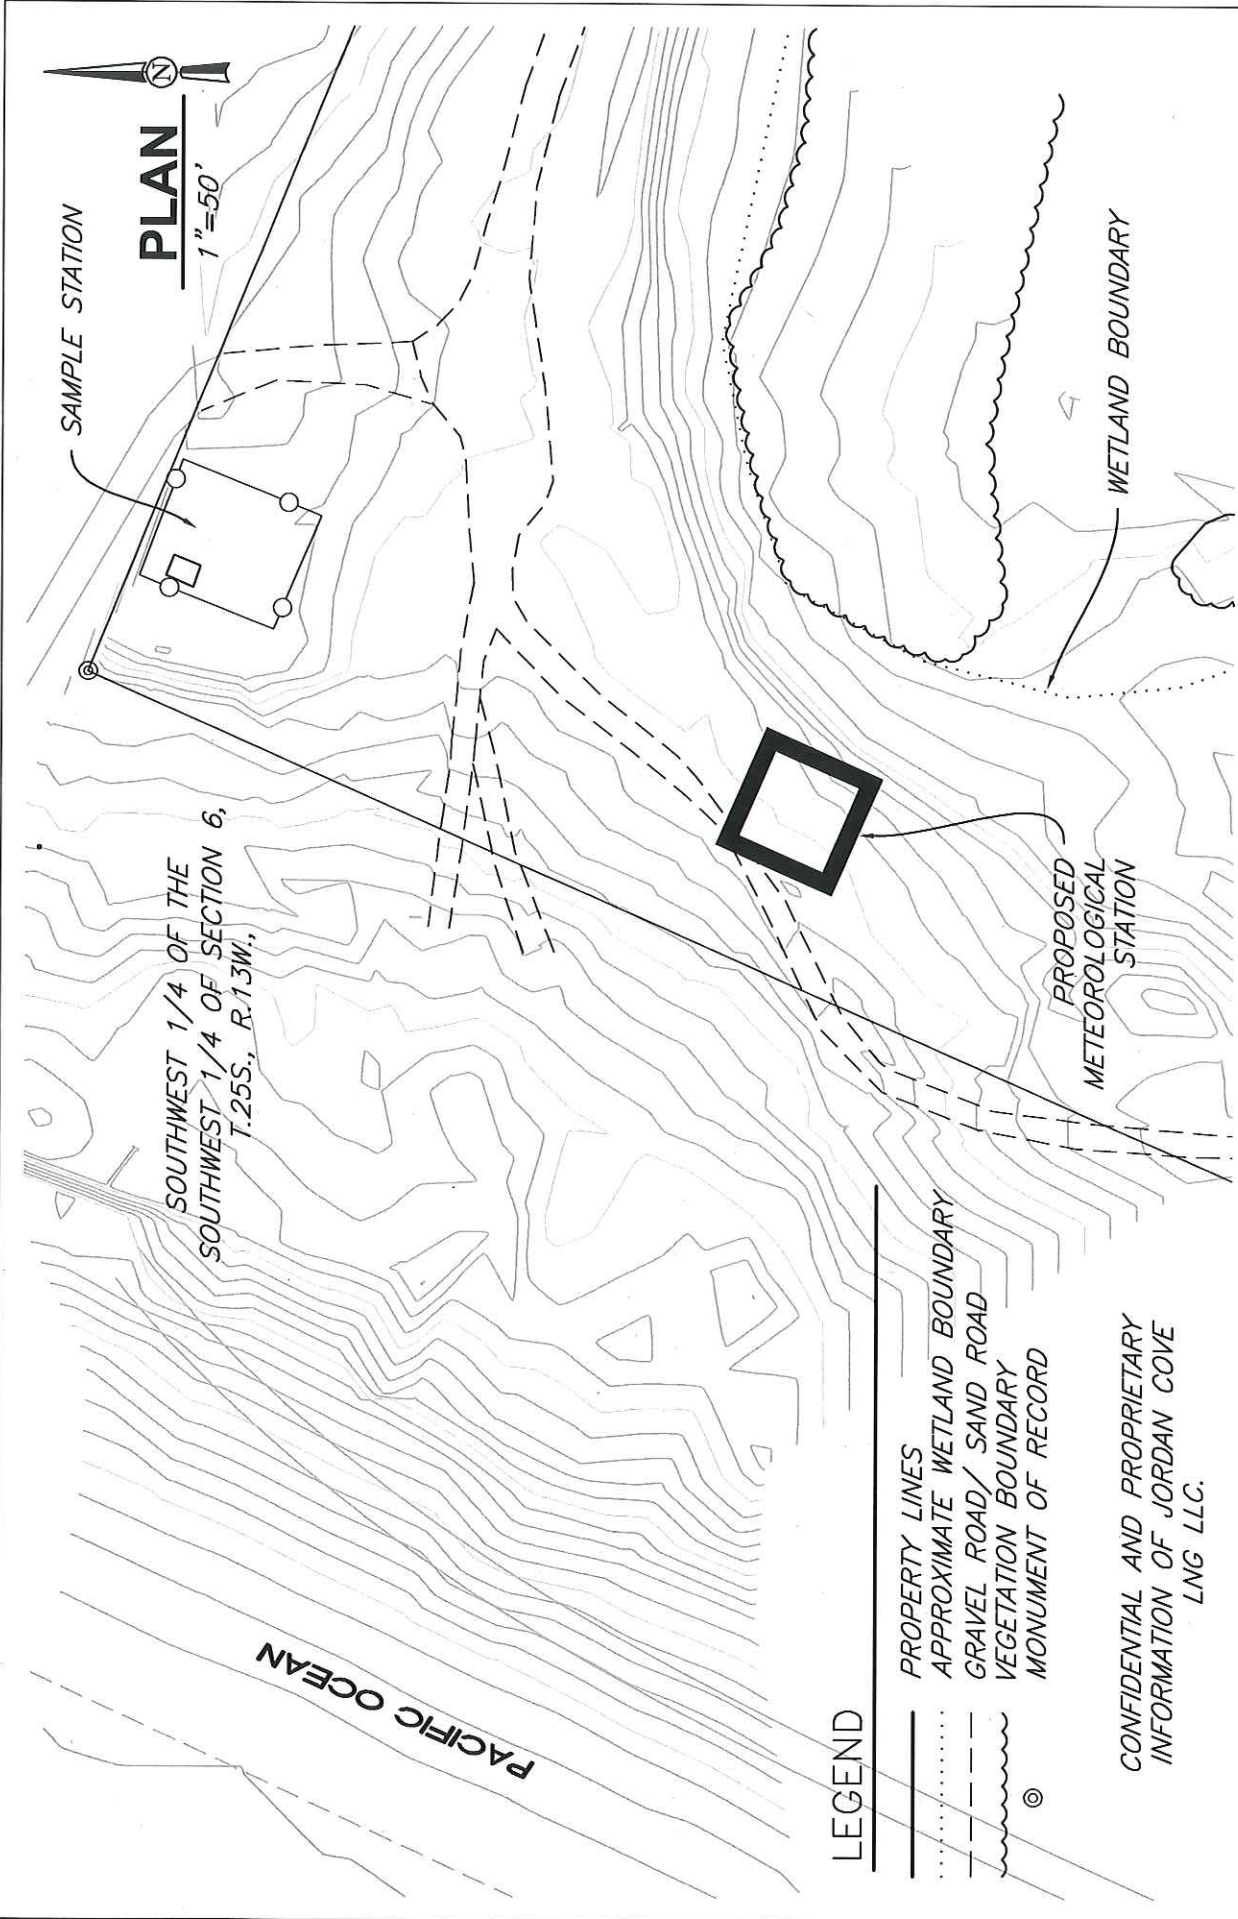 N
PLAN
1"=50'
SAMPLE STATION
SOUTHWEST 1/4 OF THE
SOUTHWEST 1/4 OF SECTION 6,
T.25S., R.13W.,
PACIFIC OCEAN
WETLAND BOUNDARY
PROPOSED
METEOROLOGICAL
STATION
LEGEND
PROPERTY LINES
APPROXIMATE WETLAND BOUNDARY
GRAVEL ROAD/ SAND ROAD
VEGETATION BOUNDARY
MONUMENT OF RECORD
CONFIDENTIAL AND PROPRIETARY
INFORMATION OF JORDAN COVE
LNG LLC.